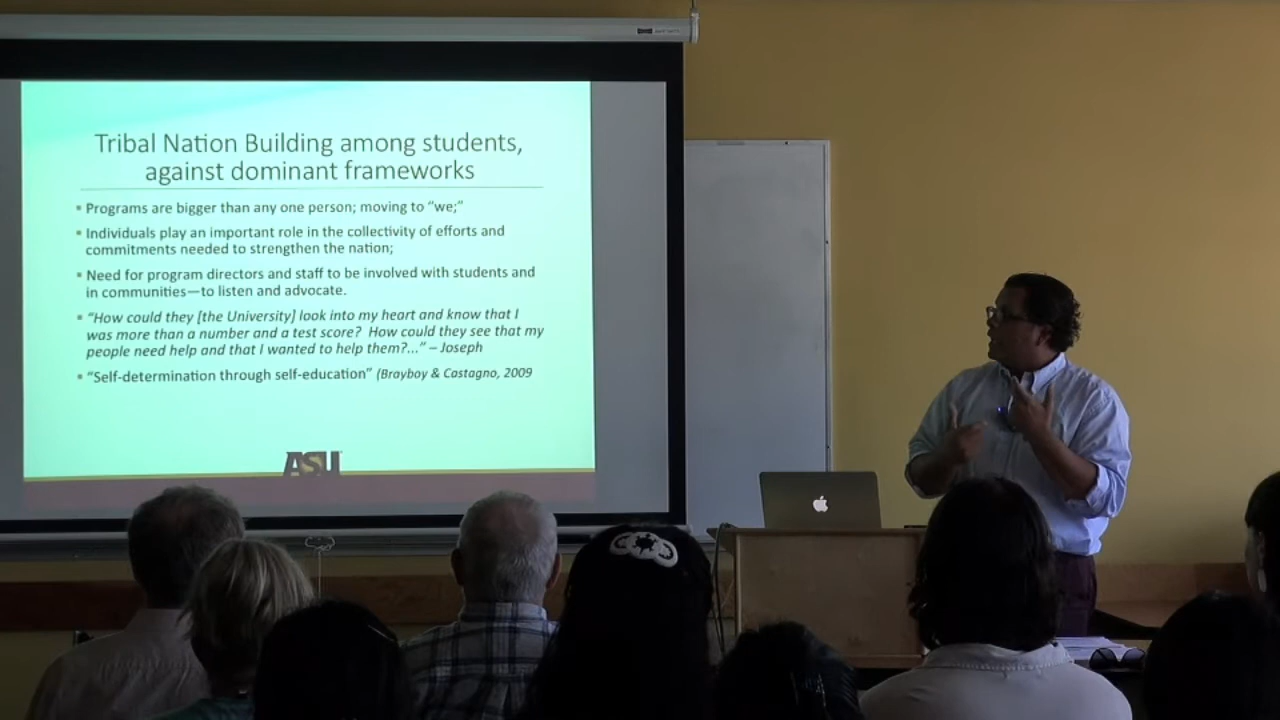 Tribal Nation Building among students,
against dominant frameworks
Programs are bigger than any one person; moving to “we;”
Individuals play an important role in the collectivity of efforts and
commitments needed to strengthen the nation;
Need for program directors and staff to be involved with students and
in communities—to listen and advocate.
“How could they [the University] look into my heart and know that I
was more than a number and a test score?  How could they see that my
people need help and that I wanted to help them?...” – Joseph
“Self-determination through self-education” (Brayboy & Castagno, 2009
ASU